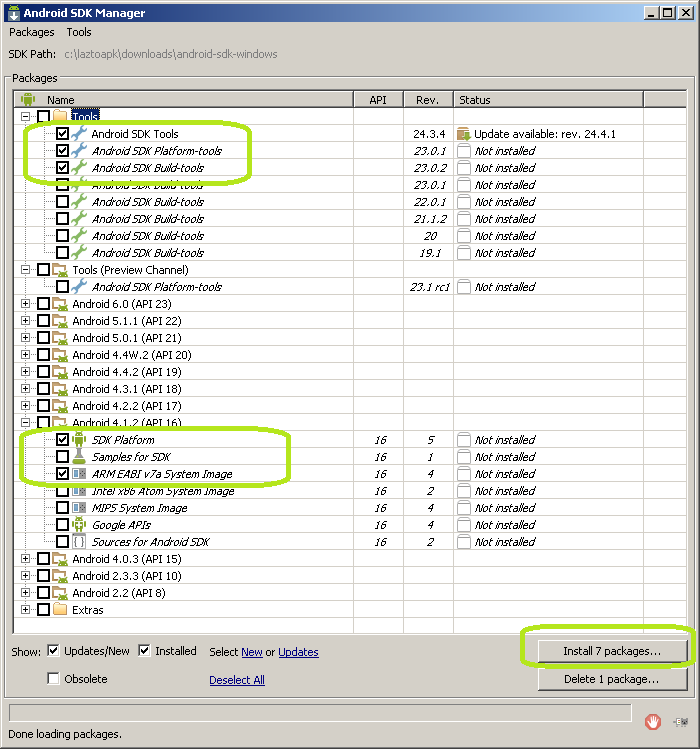 Android SDK Manager
Packages Tools
SDK Path: c:\laztoapk\downloads\android-sdk-windows
Packages
Name API Rev. Status
Tools
Android SDK Tools 24.3.4 Update available: rev. 24.4.1
Android SDK Platform-tools 23.0.1 Not installed
Android SDK Build-tools 23.0.2 Not installed
Android SDK Build-tools 23.0.1 Not installed
Android SDK Build-tools 22.0.1 Not installed
Android SDK Build-tools 21.1.2 Not installed
Android SDK Build-tools 20 Not installed
Android SDK Build-tools 19.1 Not installed
Tools (Preview Channel)
Android SDK Platform-tools 23.1 rc1 Not installed
Android 6.0 (API 23)
Android 5.1.1 (API 22)
Android 5.0.1 (API 21)
Android 4.4W.2 (API 20)
Android 4.4.2 (API 19)
Android 4.3.1 (API 18)
Android 4.2.2 (API 17)
Android 4.1.2 (API 16)
SDK Platform 16 5 Not installed
Samples for SDK 16 1 Not installed
ARM EABI v7a System Image 16 4 Not installed
Intel x86 Atom System Image 16 2 Not installed
MIPS System Image 16 4 Not installed
Google APIs 16 4 Not installed
Sources for Android SDK 16 2 Not installed
Android 4.0.3 (API 15)
Android 2.3.3 (API 10)
Android 2.2 (API 8)
Extras
Show: Updates/New Installed Select New or Updates Install 7 packages...
Obsolete Deselect All Delete 1 package...
Done loading packages.